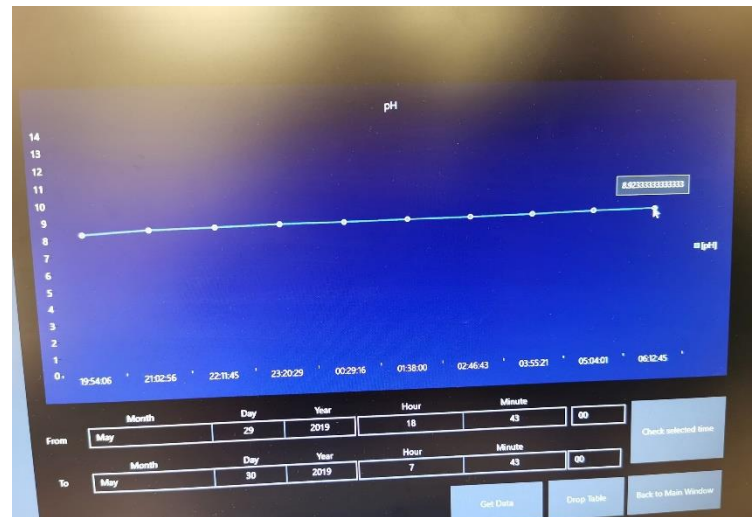 pH
14
13
12
11
10
9
8
7
6
5
4
3
2
1
0
8.92333333333333
[pH]
19:54:06 21:02:56 22:11:45 23:20:29 00:29:16 01:38:00 02:46:43 03:55:21 05:04:01 06:12:45
Month Day Year Hour Minute
From May 29 2019 18 43 00
Check selected time
Month Day Year Hour Minute
To May 30 2019 7 43 00
Get Data Drop Table Back to Main Window